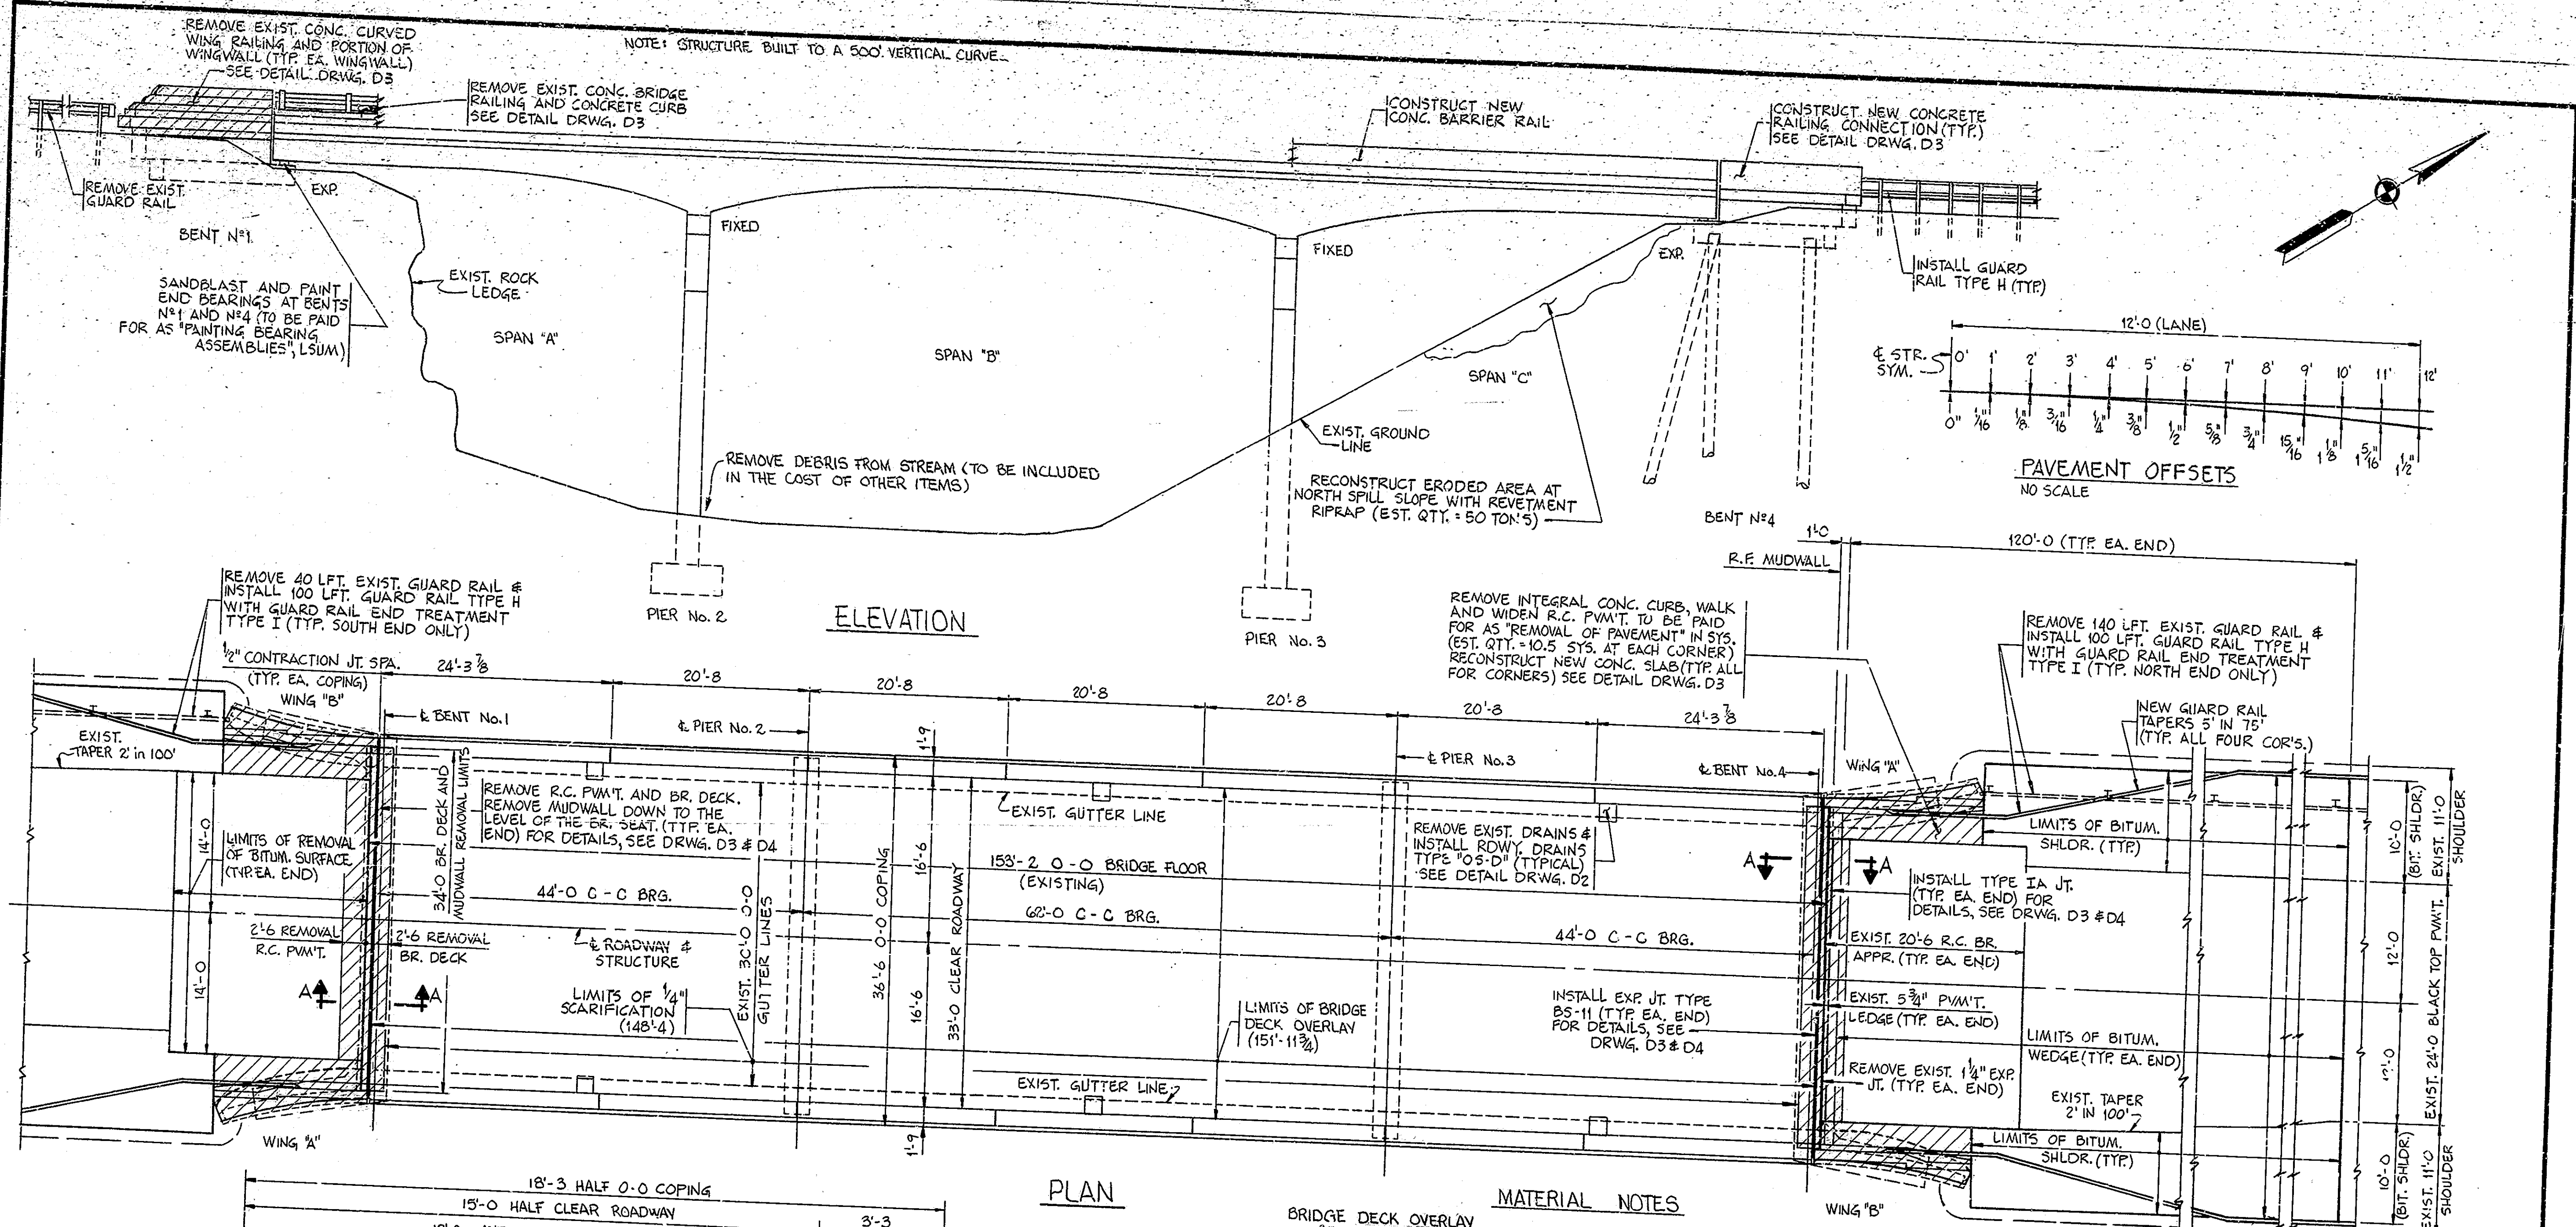 REMOVE EXIST. CONC. CURVED
WING RAILING AND PORTION OF
WINGWALL (TYP. EA. WINGWALL)
SEE DETAIL DRWG. D3
NOTE: STRUCTURE BUILT TO A 500' VERTICAL CURVE
REMOVE EXIST. CONC. BRIDGE
RAILING AND CONCRETE CURB
SEE DETAIL DRWG. D3
CONSTRUCT NEW
CONC. BARRIER RAIL
CONSTRUCT NEW CONCRETE
RAILING CONNECTION (TYP.)
SEE DETAIL DRWG. D3
REMOVE EXIST.
GUARD RAIL
EXP.
BENT Nº1
FIXED
FIXED
EXP.
INSTALL GUARD
RAIL TYPE H (TYP.)
SANDBLAST AND PAINT
END BEARINGS AT BENTS
Nº1 AND Nº4 (TO BE PAID
FOR AS "PAINTING BEARING
ASSEMBLIES", LSUM)
EXIST. ROCK
LEDGE
SPAN "A"
SPAN "B"
SPAN "C"
EXIST. GROUND
LINE
REMOVE DEBRIS FROM STREAM (TO BE INCLUDED
IN THE COST OF OTHER ITEMS)
RECONSTRUCT ERODED AREA AT
NORTH SPILL SLOPE WITH REVETMENT
RIPRAP (EST. QTY. = 50 TONS)
BENT Nº4
PIER No. 2
PIER No. 3
ELEVATION
12'-0 (LANE)
℄ STR.
SYM.
0' 1' 2' 3' 4' 5' 6' 7' 8' 9' 10' 11' 12'
0" 1/16" 1/8" 3/16" 1/4" 3/8" 1/2" 5/8" 3/4" 15/16" 1 1/8" 1 5/16" 1 1/2"
PAVEMENT OFFSETS
NO SCALE
1'-0
120'-0 (TYP. EA. END)
R.F. MUDWALL
REMOVE 40 LFT. EXIST. GUARD RAIL &
INSTALL 100 LFT. GUARD RAIL TYPE H
WITH GUARD RAIL END TREATMENT
TYPE I (TYP. SOUTH END ONLY)
REMOVE INTEGRAL CONC. CURB, WALK
AND WIDEN R.C. PVM'T. TO BE PAID
FOR AS "REMOVAL OF PAVEMENT" IN SYS.
(EST. QTY. = 10.5 SYS. AT EACH CORNER)
RECONSTRUCT NEW CONC. SLAB (TYP. ALL
FOR CORNERS) SEE DETAIL DRWG. D3
REMOVE 140 LFT. EXIST. GUARD RAIL &
INSTALL 100 LFT. GUARD RAIL TYPE H
WITH GUARD RAIL END TREATMENT
TYPE I (TYP. NORTH END ONLY)
NEW GUARD RAIL
TAPERS 5' IN 75'
(TYP. ALL FOUR COR'S.)
1/2" CONTRACTION JT. SPA.
(TYP. EA. COPING)
24'-3 7/8
20'-8
20'-8
20'-8
20'-8
20'-8
24'-3 7/8
WING "B"
℄ BENT No.1
℄ PIER No.2
1'-9
℄ PIER No.3
℄ BENT No.4
WING "A"
EXIST.
TAPER 2' in 100'
34'-0 BR. DECK AND
MUDWALL REMOVAL LIMITS
REMOVE R.C. PVM'T. AND BR. DECK.
REMOVE MUDWALL DOWN TO THE
LEVEL OF THE BR. SEAT. (TYP. EA.
END) FOR DETAILS, SEE DRWG. D3 & D4
EXIST. GUTTER LINE
REMOVE EXIST. DRAINS &
INSTALL RDWY. DRAINS
TYPE "OS-D" (TYPICAL)
SEE DETAIL DRWG. D2
LIMITS OF BITUM.
SHLDR. (TYP.)
10'-0
(BIT. SHLDR.)
EXIST. 11'-0
SHOULDER
14'-0
LIMITS OF REMOVAL
OF BITUM. SURFACE
(TYP. EA. END)
16'-6
153'-2 O-O BRIDGE FLOOR
(EXISTING)
A
A
INSTALL TYPE IA JT.
(TYP. EA. END) FOR
DETAILS, SEE DRWG. D3 & D4
44'-0 C-C BRG.
62'-0 C-C BRG.
44'-0 C-C BRG.
36'-6 O-O COPING
33'-0 CLEAR ROADWAY
EXIST. 30'-0 O-O
GUTTER LINES
2'-6 REMOVAL
R.C. PVM'T.
2'-6 REMOVAL
BR. DECK
℄ ROADWAY &
STRUCTURE
EXIST. 20'-6 R.C. BR.
APPR. (TYP. EA. END)
12'-0
EXIST. 24'-0 BLACK TOP PVM'T.
14'-0
A
A
LIMITS OF 1/4"
SCARIFICATION
(148'-4)
16'-6
LIMITS OF BRIDGE
DECK OVERLAY
(151'-11 3/4)
INSTALL EXP. JT. TYPE
BS-11 (TYP. EA. END)
FOR DETAILS, SEE
DRWG. D3 & D4
EXIST. 5 3/4" PVM'T.
LEDGE (TYP. EA. END)
LIMITS OF BITUM.
WEDGE (TYP. EA. END)
REMOVE EXIST. 1 1/4" EXP.
JT. (TYP. EA. END)
12'-0
EXIST. GUTTER LINE
EXIST. TAPER
2' IN 100'
LIMITS OF BITUM.
SHLDR. (TYP.)
10'-0
(BIT. SHLDR.)
EXIST. 11'-0
SHOULDER
WING "A"
1'-9
WING "B"
PLAN
18'-3 HALF O-O COPING
15'-0 HALF CLEAR ROADWAY
3'-3
MATERIAL NOTES
BRIDGE DECK OVERLAY